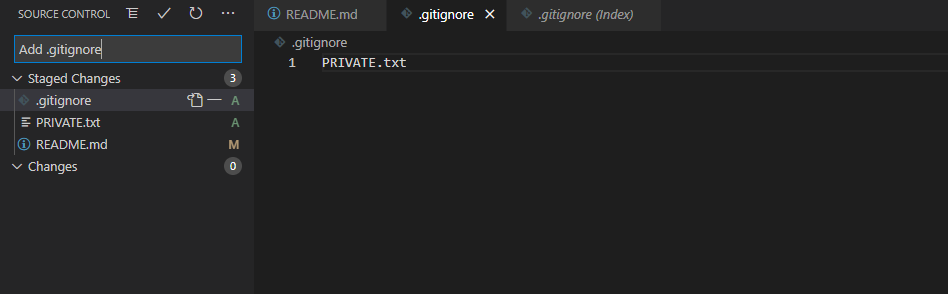 SOURCE CONTROL
Add .gitignore
Staged Changes 3
.gitignore A
PRIVATE.txt A
README.md M
Changes 0
README.md .gitignore .gitignore (Index)
.gitignore
1 PRIVATE.txt